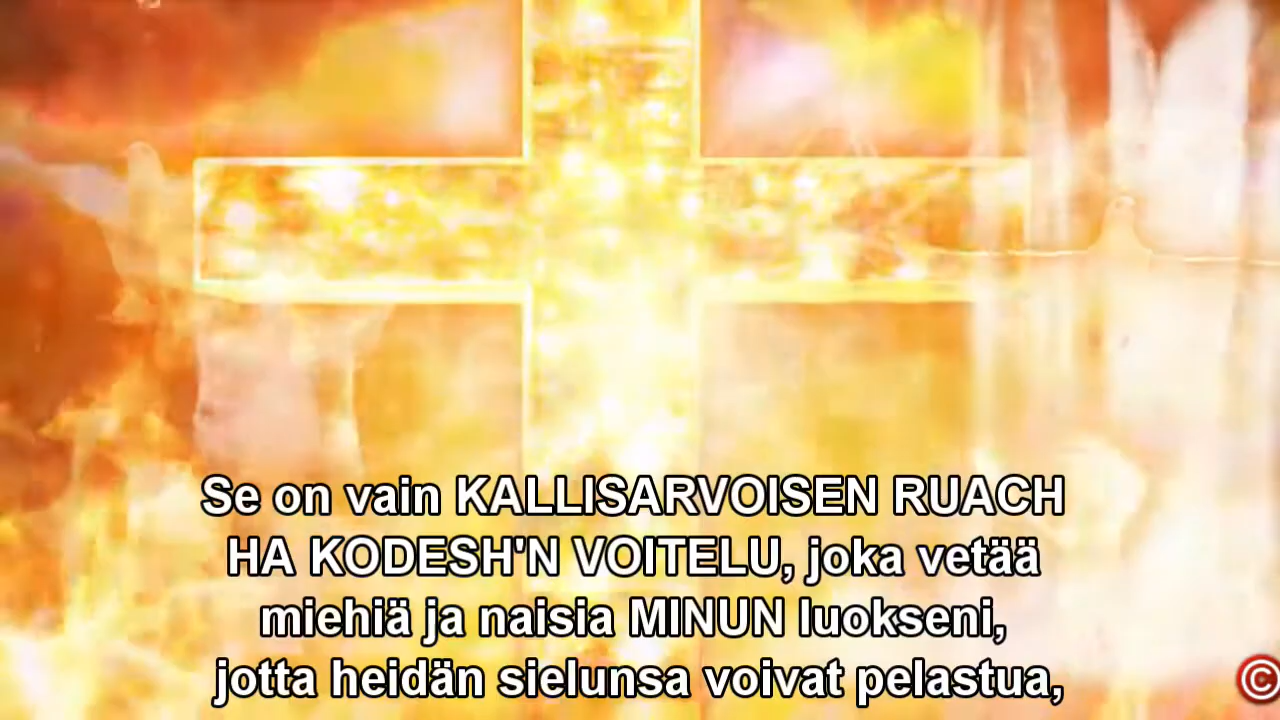 Se on vain KALLISARVOISEN RUACH
HA KODESH'N VOITELU, joka vetää
miehiä ja naisia MINUN luokseni,
jotta heidän sielunsa voivat pelastua,
©